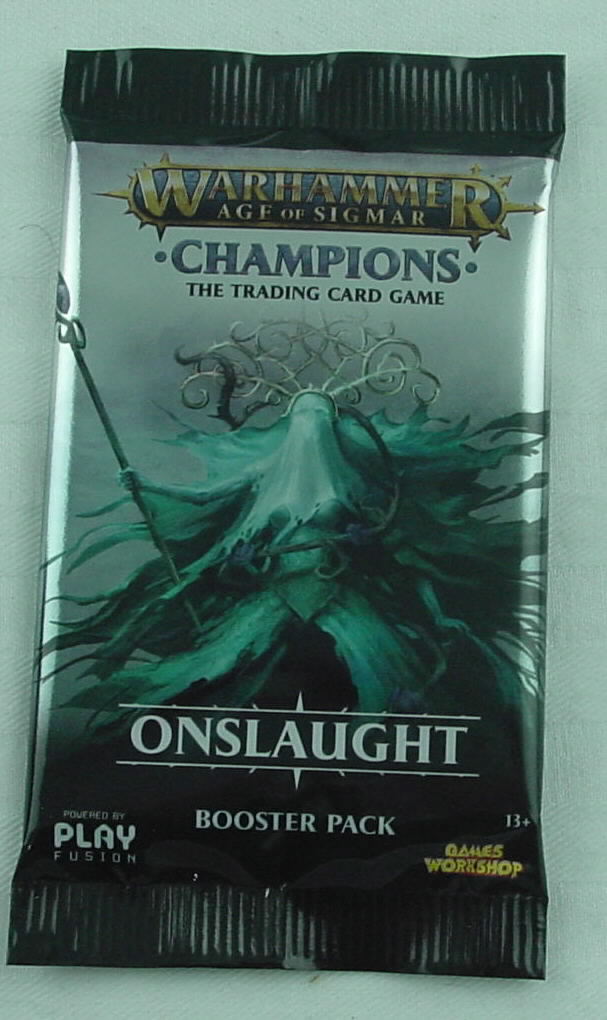 WARHAMMER
AGE OF SIGMAR
·CHAMPIONS·
THE TRADING CARD GAME
ONSLAUGHT
BOOSTER PACK
13+
POWERED BY
PLAY
FUSION
GAMES
WORKSHOP